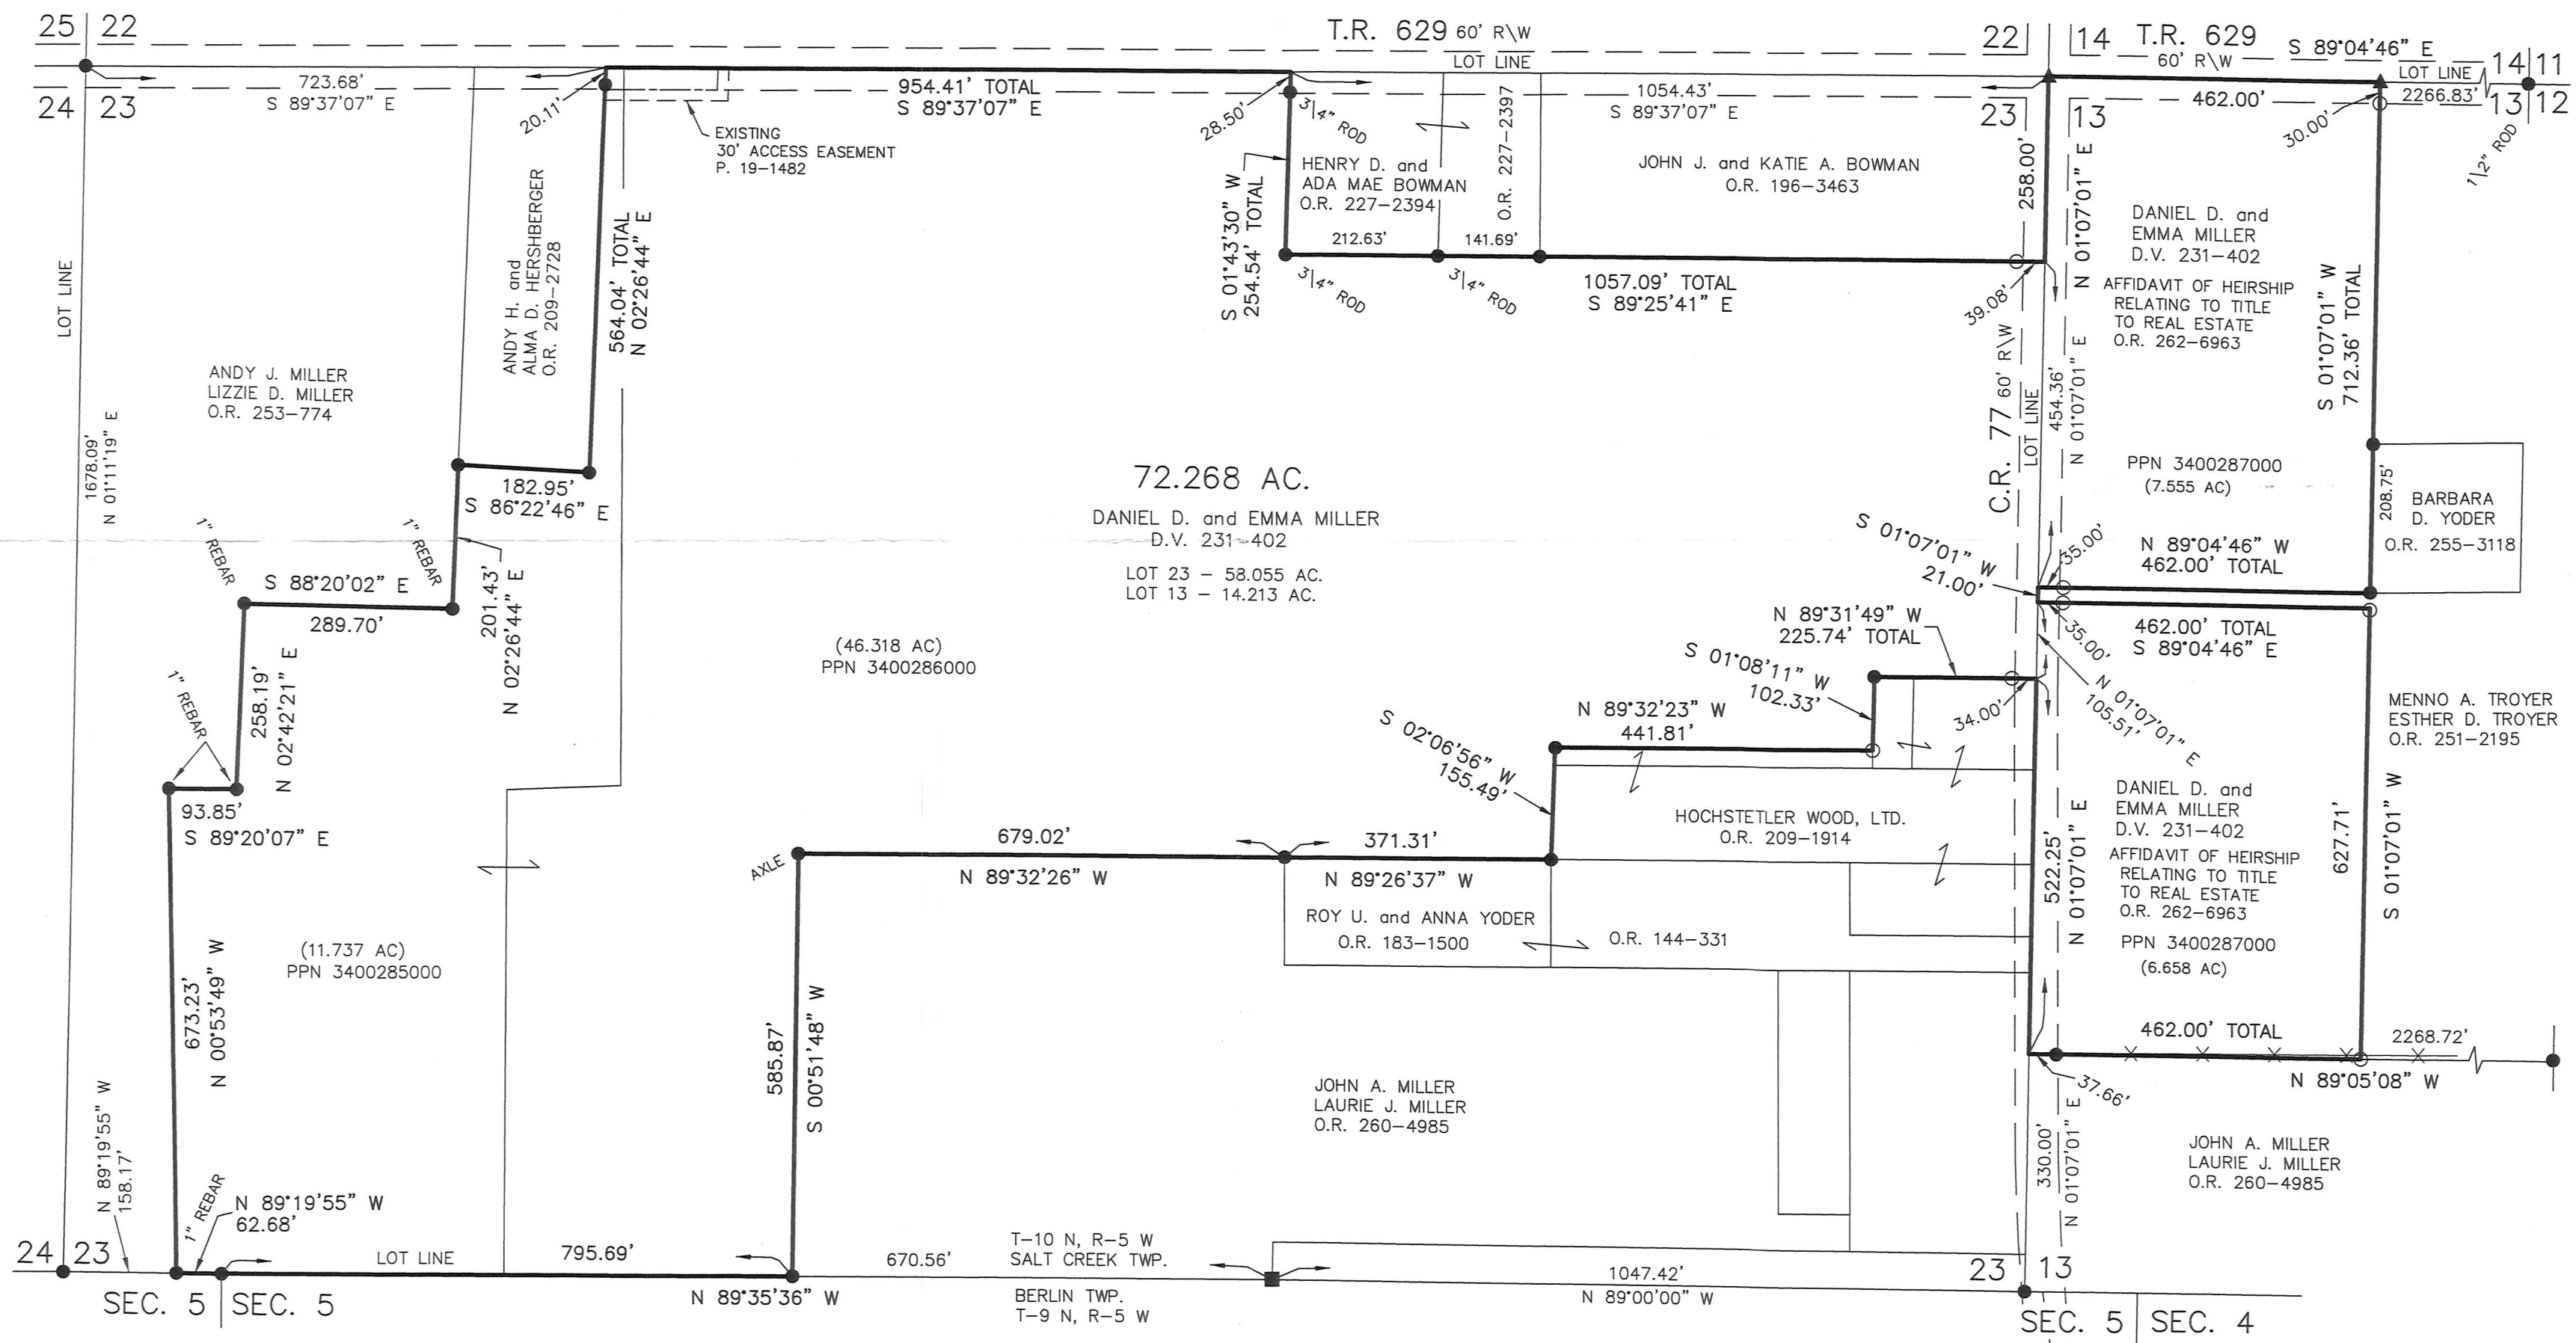 25 22
T.R. 629 60' R\W
22 14
T.R. 629
60' R\W
S 89°04'46" E
14 11
LOT LINE
LOT LINE
723.68'
S 89°37'07" E
24 23
20.11'
954.41' TOTAL
S 89°37'07" E
28.50'
3\4" ROD
1054.43'
S 89°37'07" E
23 13
462.00'
2266.83'
13 12
30.00'
1\2" ROD
EXISTING
30' ACCESS EASEMENT
P. 19-1482
ANDY H. and
ALMA D. HERSHBERGER
O.R. 209-2728
564.04' TOTAL
N 02°26'44" E
S 01°43'30" W
254.54' TOTAL
HENRY D. and
ADA MAE BOWMAN
O.R. 227-2394
O.R. 227-2397
JOHN J. and KATIE A. BOWMAN
O.R. 196-3463
258.00'
N 01°07'01" E
212.63'
141.69'
3\4" ROD
3\4" ROD
1057.09' TOTAL
S 89°25'41" E
39.08'
DANIEL D. and
EMMA MILLER
D.V. 231-402
AFFIDAVIT OF HEIRSHIP
RELATING TO TITLE
TO REAL ESTATE
O.R. 262-6963
S 01°07'01" W
712.36' TOTAL
LOT LINE
ANDY J. MILLER
LIZZIE D. MILLER
O.R. 253-774
1678.09'
N 01°11'19" E
C.R. 77 60' R\W
LOT LINE
454.36'
N 01°07'01" E
PPN 3400287000
(7.555 AC)
208.75'
BARBARA
D. YODER
O.R. 255-3118
182.95'
S 86°22'46" E
72.268 AC.
DANIEL D. and EMMA MILLER
D.V. 231-402
LOT 23 - 58.055 AC.
LOT 13 - 14.213 AC.
1" REBAR
1" REBAR
S 88°20'02" E
289.70'
201.43'
N 02°26'44" E
S 01°07'01" W
21.00'
35.00'
N 89°04'46" W
462.00' TOTAL
462.00' TOTAL
S 89°04'46" E
35.00'
N 01°07'01" E
105.51'
N 89°31'49" W
225.74' TOTAL
34.00'
S 01°08'11" W
102.33'
(46.318 AC)
PPN 3400286000
1" REBAR
258.19'
N 02°42'21" E
N 89°32'23" W
441.81'
S 02°06'56" W
155.49'
MENNO A. TROYER
ESTHER D. TROYER
O.R. 251-2195
93.85'
S 89°20'07" E
679.02'
N 89°32'26" W
AXLE
371.31'
N 89°26'37" W
HOCHSTETLER WOOD, LTD.
O.R. 209-1914
DANIEL D. and
EMMA MILLER
D.V. 231-402
AFFIDAVIT OF HEIRSHIP
RELATING TO TITLE
TO REAL ESTATE
O.R. 262-6963
PPN 3400287000
(6.658 AC)
522.25'
N 01°07'01" E
627.71'
S 01°07'01" W
ROY U. and ANNA YODER
O.R. 183-1500
O.R. 144-331
(11.737 AC)
PPN 3400285000
673.23'
N 00°53'49" W
585.87'
S 00°51'48" W
462.00' TOTAL
2268.72'
N 89°05'08" W
37.66'
JOHN A. MILLER
LAURIE J. MILLER
O.R. 260-4985
330.00'
N 01°07'01" E
JOHN A. MILLER
LAURIE J. MILLER
O.R. 260-4985
N 89°19'55" W
158.17'
1" REBAR
N 89°19'55" W
62.68'
24 23
LOT LINE
795.69'
N 89°35'36" W
670.56'
T-10 N, R-5 W
SALT CREEK TWP.
BERLIN TWP.
T-9 N, R-5 W
1047.42'
N 89°00'00" W
23 13
SEC. 5 SEC. 5
SEC. 5 SEC. 4